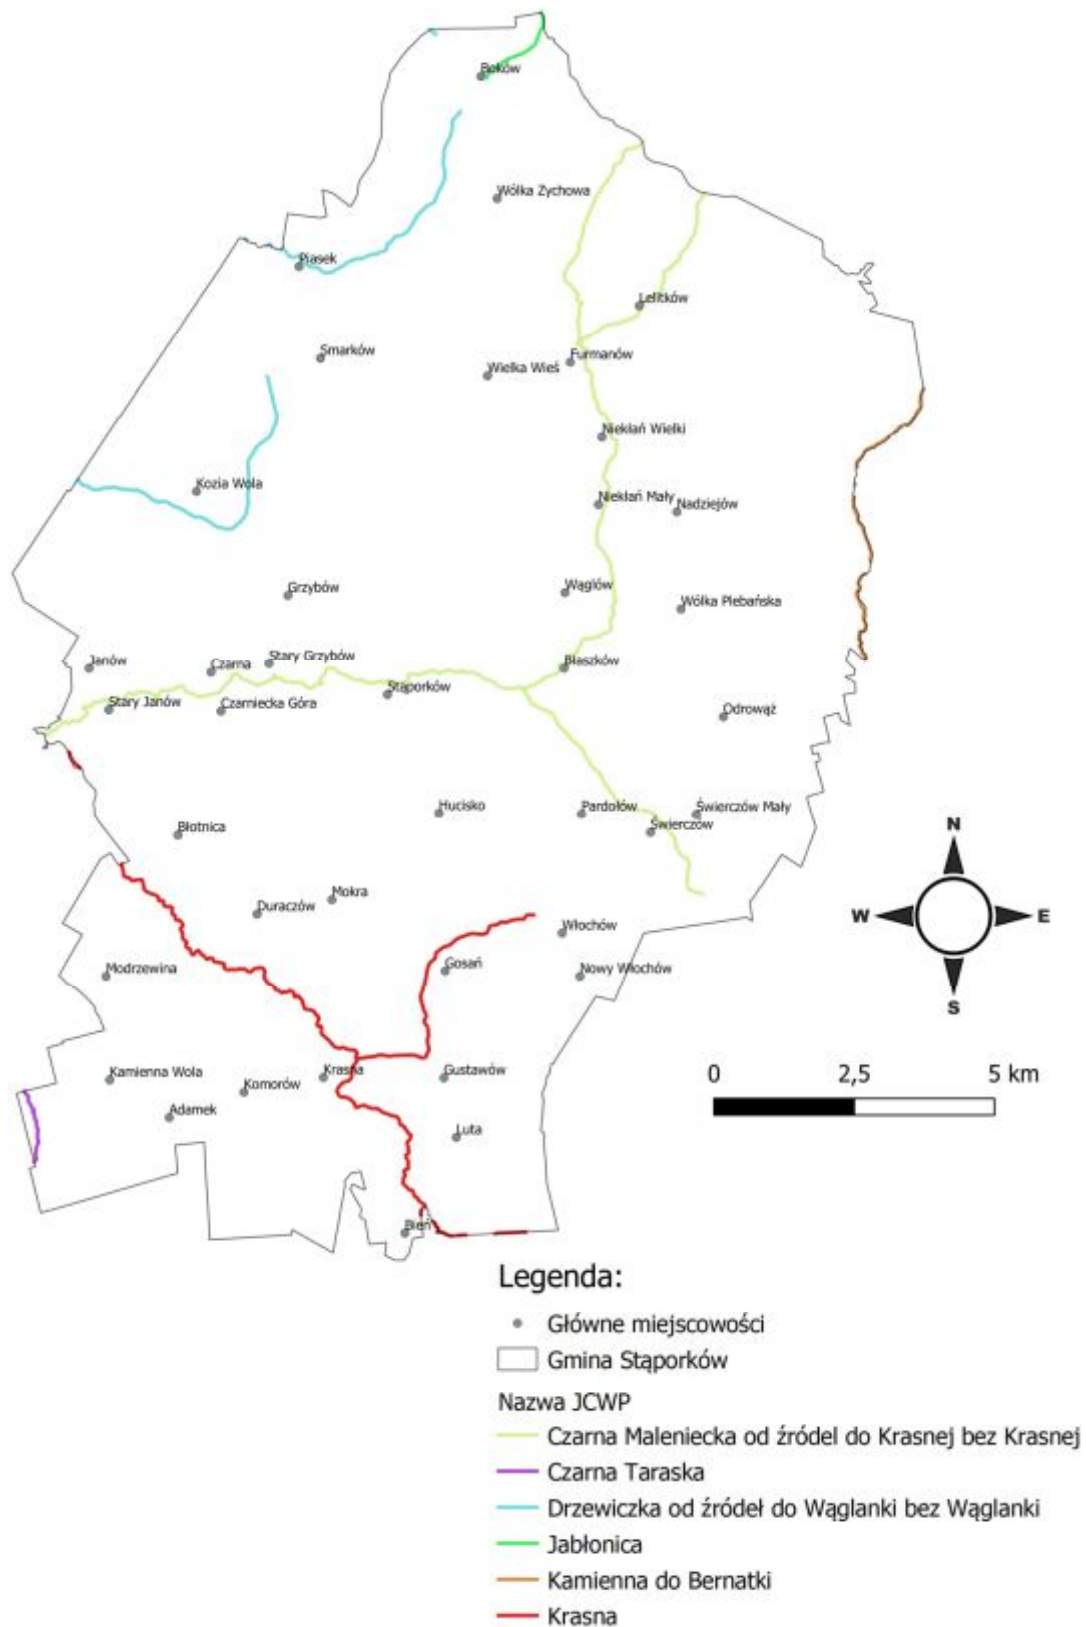 Boków
Wólka Zychowa
Piasek
Lelitków
Smarków
Furmanów
Wielka Wieś
Niekłań Wielki
Kozia Wola
Niekłań Mały
Nadziejów
Grzybów
Wąglów
Wólka Plebańska
Janów
Czarna
Stary Grzybów
Błaszków
Stąporków
Stary Janów
Czarniecka Góra
Odrowąż
Hucisko
Pardołów
Świerczów Mały
Błotnica
Świerczów
N
W
E
S
Mokra
Duraczów
Włochów
Modrzewina
Gosań
Nowy Włochów
Kamienna Wola
Krasna
Gustawów
Komorów
0 2,5 5 km
Adamek
Luta
Bień
Legenda:
Główne miejscowości
Gmina Stąporków
Nazwa JCWP
Czarna Maleniecka od źródel do Krasnej bez Krasnej
Czarna Taraska
Drzewiczka od źródeł do Wąglanki bez Wąglanki
Jabłonica
Kamienna do Bernatki
Krasna